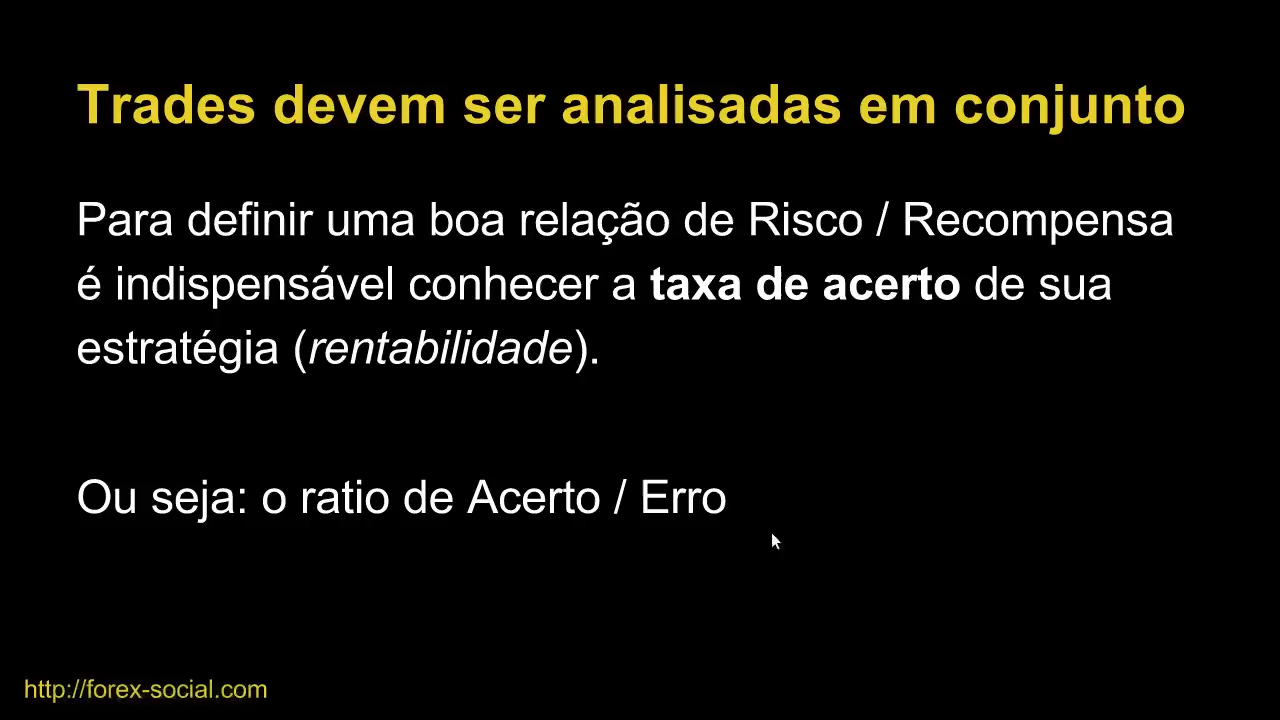 Trades devem ser analisadas em conjunto
Para definir uma boa relação de Risco / Recompensa
é indispensável conhecer a taxa de acerto de sua
estratégia (rentabilidade).
Ou seja: o ratio de Acerto / Erro
http://forex-social.com